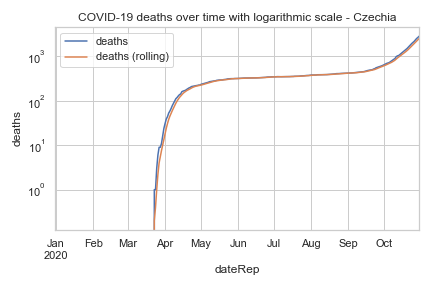 COVID-19 deaths over time with logarithmic scale - Czechia
deaths
deaths (rolling)
10³
10²
10¹
10⁰
deaths
Jan Feb Mar Apr May Jun Jul Aug Sep Oct
2020
dateRep